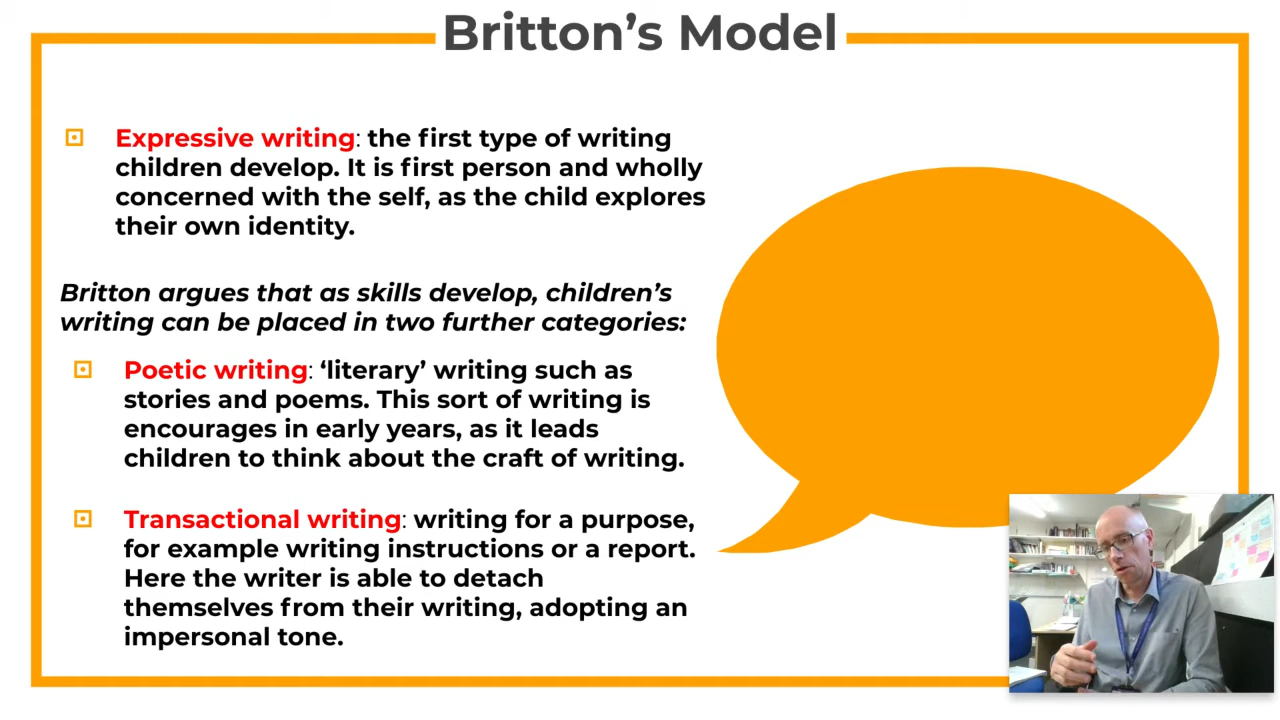 Britton’s Model
Expressive writing: the first type of writing
children develop. It is first person and wholly
concerned with the self, as the child explores
their own identity.
Britton argues that as skills develop, children’s
writing can be placed in two further categories:
Poetic writing: ‘literary’ writing such as
stories and poems. This sort of writing is
encourages in early years, as it leads
children to think about the craft of writing.
Transactional writing: writing for a purpose,
for example writing instructions or a report.
Here the writer is able to detach
themselves from their writing, adopting an
impersonal tone.